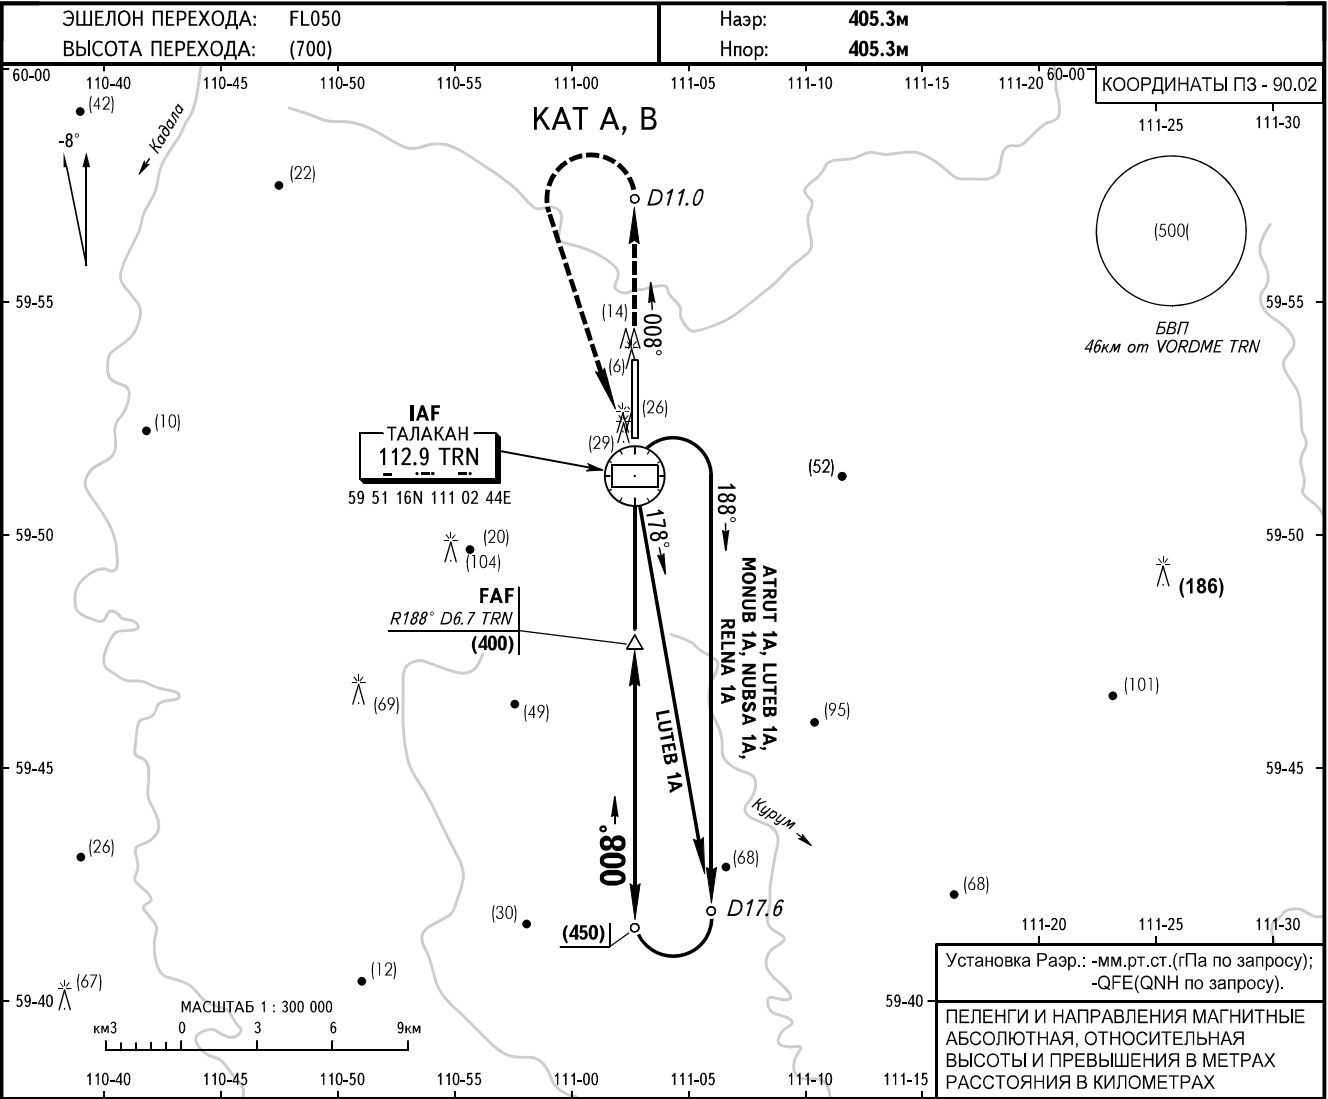 ЭШЕЛОН ПЕРЕХОДА: FL050
ВЫСОТА ПЕРЕХОДА: (700)
Наэр: 405.3м
Hпор: 405.3м
60-00 110-40 110-45 110-50 110-55 111-00 111-05 111-10 111-15 111-20 60-00
КООРДИНАТЫ ПЗ - 90.02
111-25 111-30
(42)
-8°
Кадала
(22)
КАТ А, В
D11.0
(500(
БВП
46км от VORDME TRN
59-55
59-55
(14)
008°
(6)
(26)
(29)
(10)
IAF
ТАЛАКАН
112.9 TRN
59 51 16N 111 02 44E
(52)
178°
188°
59-50
59-50
(20)
(104)
(186)
ATRUT 1A, LUTEB 1A,
MONUB 1A, NUBSA 1A,
RELNA 1A
FAF
R188° D6.7 TRN
(400)
(69)
(49)
(95)
(101)
LUTEB 1A
59-45
59-45
Курум
008°
(26)
(68)
(68)
D17.6
(30)
(450)
111-20 111-25 111-30
(12)
(67)
59-40
59-40
МАСШТАБ 1 : 300 000
км3 0 3 6 9км
110-40 110-45 110-50 110-55 111-00 111-05 111-10 111-15
Установка Раэр.: -мм.рт.ст.(гПа по запросу);
-QFE(QNH по запросу).
ПЕЛЕНГИ И НАПРАВЛЕНИЯ МАГНИТНЫЕ
АБСОЛЮТНАЯ, ОТНОСИТЕЛЬНАЯ
ВЫСОТЫ И ПРЕВЫШЕНИЯ В МЕТРАХ
РАССТОЯНИЯ В КИЛОМЕТРАХ